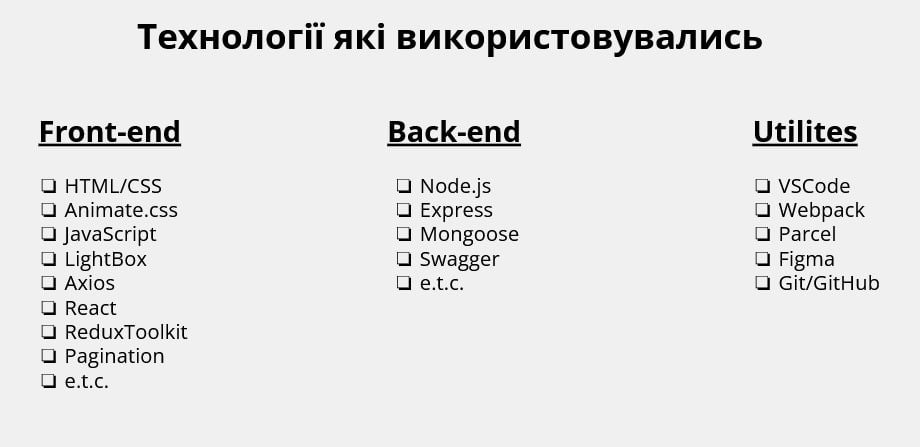 Технології які використовувались
Front-end
❏ HTML/CSS
❏ Animate.css
❏ JavaScript
❏ LightBox
❏ Axios
❏ React
❏ ReduxToolkit
❏ Pagination
❏ e.t.c.
Back-end
❏ Node.js
❏ Express
❏ Mongoose
❏ Swagger
❏ e.t.c.
Utilites
❏ VSCode
❏ Webpack
❏ Parcel
❏ Figma
❏ Git/GitHub